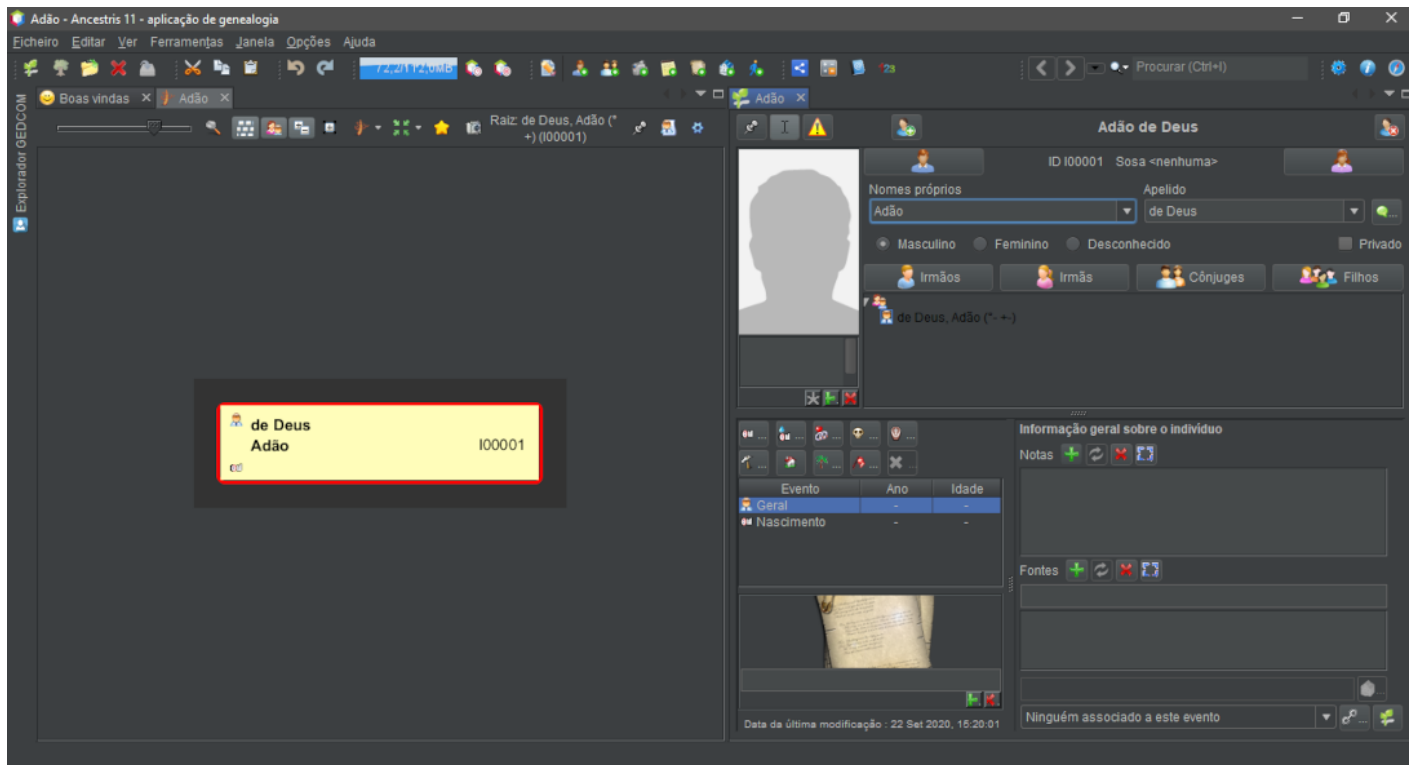 Adão - Ancestris 11 - aplicação de genealogia
Ficheiro Editar Ver Ferramentas Janela Opções Ajuda
Procurar (Ctrl+I)
Explorador GEDCOM
Boas vindas
Adão
Raiz: de Deus, Adão (*
+) (I00001)
de Deus
Adão
I00001
Adão
Adão de Deus
ID I00001 Sosa <nenhuma>
Nomes próprios Apelido
Adão de Deus
Masculino Feminino Desconhecido Privado
Irmãos Irmãs Cônjuges Filhos
de Deus, Adão (*- +-)
Evento Ano Idade
Geral - -
Nascimento - -
Data da última modificação : 22 Set 2020, 15:20:01
Informação geral sobre o indivíduo
Notas
Fontes
Ninguém associado a este evento